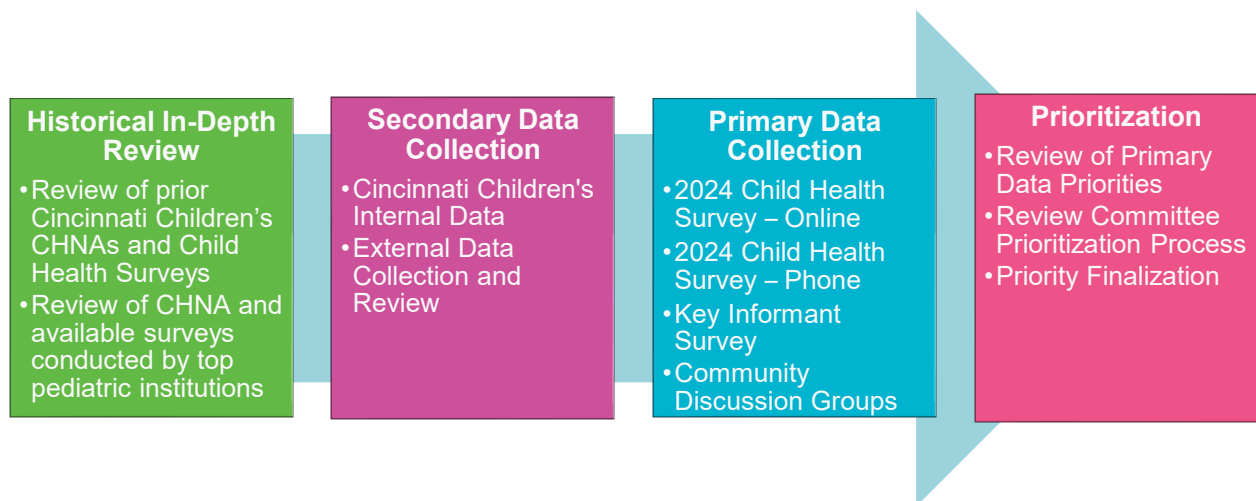 Historical In-Depth
Review
•Review of prior
Cincinnati Children’s
CHNAs and Child
Health Surveys
•Review of CHNA and
available surveys
conducted by top
pediatric institutions
Secondary Data
Collection
•Cincinnati Children's
Internal Data
•External Data
Collection and
Review
Primary Data
Collection
•2024 Child Health
Survey – Online
•2024 Child Health
Survey – Phone
•Key Informant
Survey
•Community
Discussion Groups
Prioritization
•Review of Primary
Data Priorities
•Review Committee
Prioritization Process
•Priority Finalization